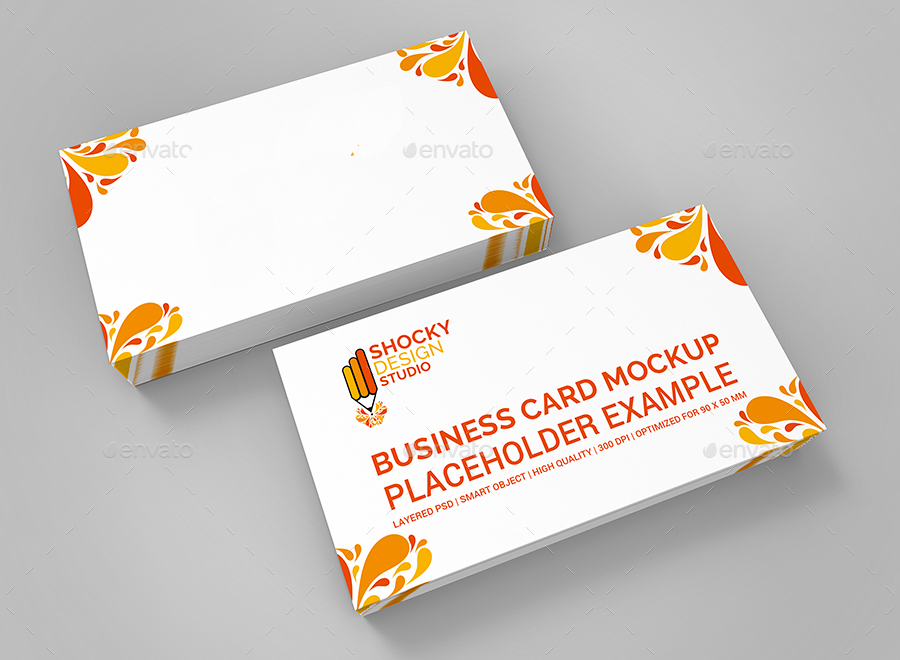 envato
envato
envato
SHOCKY
DESIGN
STUDIO
BUSINESS CARD MOCKUP
PLACEHOLDER EXAMPLE
LAYERED PSD | SMART OBJECT | HIGH QUALITY | 300 DPI | OPTIMIZED FOR 90 X 50 MM
envato
envato
envato